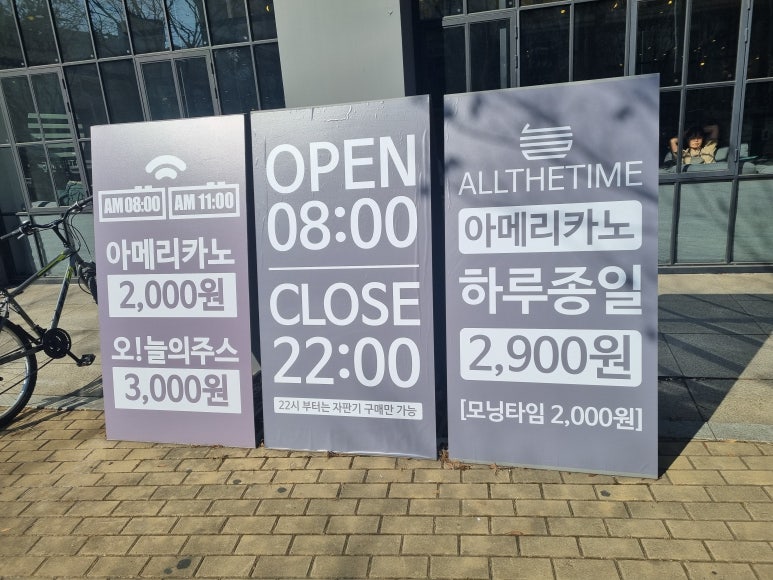 AM 08:00 AM 11:00
아메리카노
2,000원
오!늘의주스
3,000원
OPEN
08:00
CLOSE
22:00
22시 부터는 자판기 구매만 가능
ALLTHETIME
아메리카노
하루종일
2,900원
[모닝타임 2,000원]